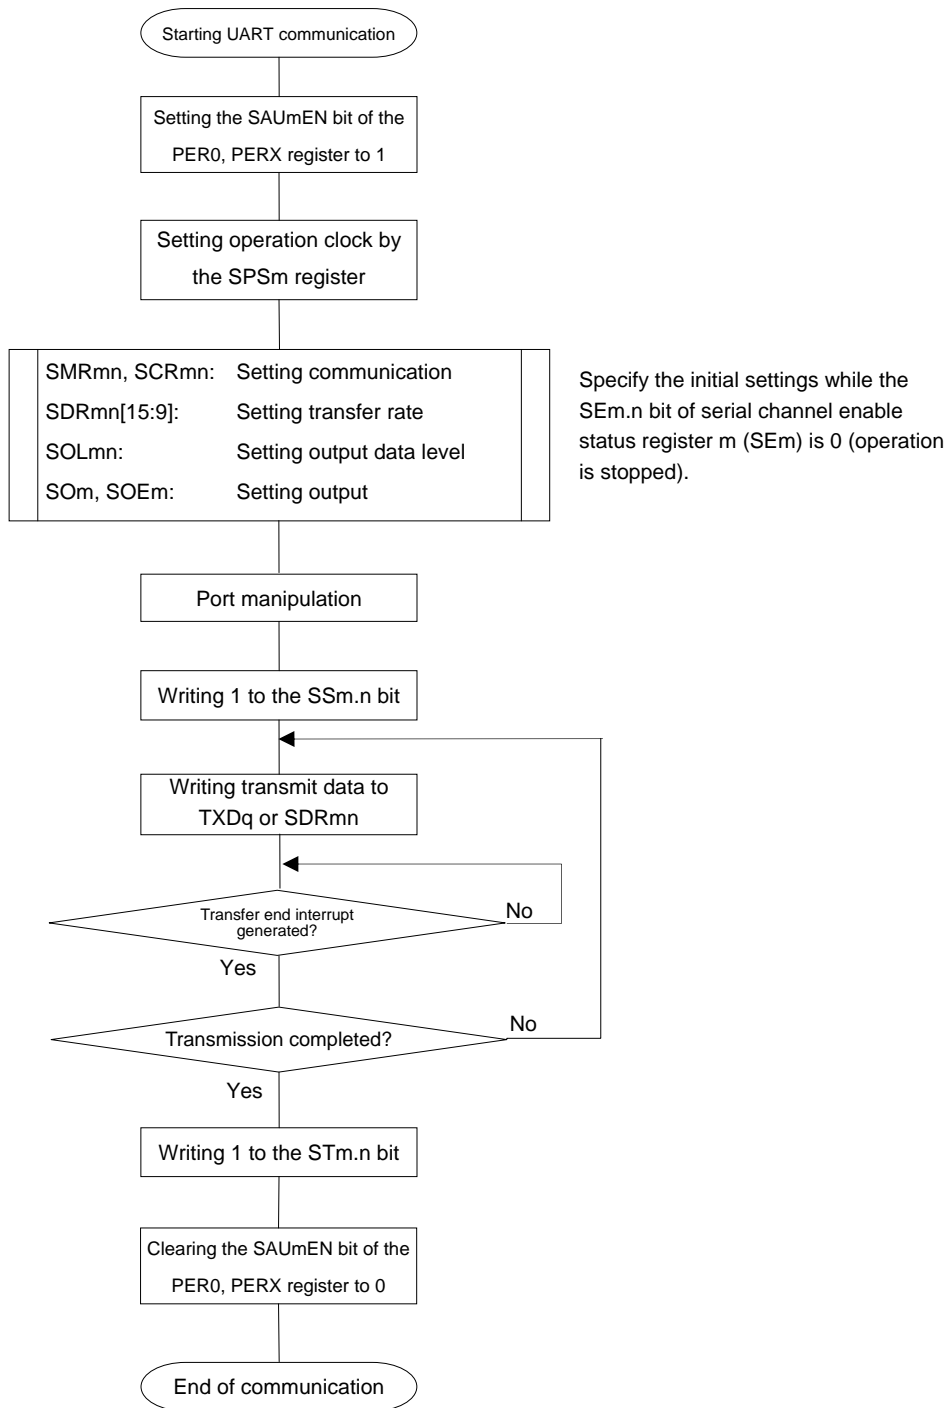 Starting UART communication
Setting the SAUmEN bit of the
PER0, PERX register to 1
Setting operation clock by
the SPSm register
SMRmn, SCRmn: Setting communication
SDRmn[15:9]: Setting transfer rate
SOLmn: Setting output data level
SOm, SOEm: Setting output
Specify the initial settings while the
SEm.n bit of serial channel enable
status register m (SEm) is 0 (operation
is stopped).
Port manipulation
Writing 1 to the SSm.n bit
Writing transmit data to
TXDq or SDRmn
Transfer end interrupt
generated?
No
Yes
Transmission completed?
No
Yes
Writing 1 to the STm.n bit
Clearing the SAUmEN bit of the
PER0, PERX register to 0
End of communication